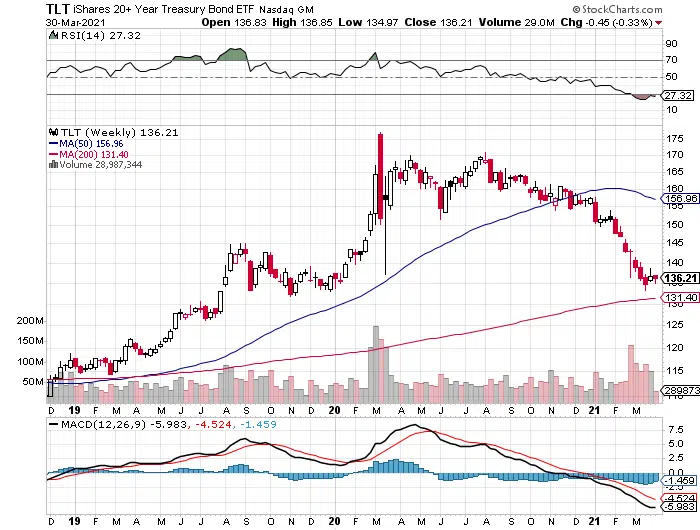 TLT iShares 20+ Year Treasury Bond ETF Nasdaq GM © StockCharts.com
30-Mar-2021 Open 136.83 High 136.85 Low 134.97 Close 136.21 Volume 29.0M Chg -0.45 (-0.33%)
RSI(14) 27.32
90
70
50
27.32
10
TLT (Weekly) 136.21
MA(50) 156.96
MA(200) 131.40
Volume 28,987,344
175
170
165
160
156.96
150
145
140
136.21
131.40
125
120
115
200M
150M
100M
50M
28987344
D 19 F M A M J J A S O N D 20 F M A M J J A S O N D 21 F M
MACD(12,26,9) -5.983, -4.524, -1.459
7.5
5.0
2.5
0.0
-1.459
-4.524
-5.983
D 19 F M A M J J A S O N D 20 F M A M J J A S O N D 21 F M